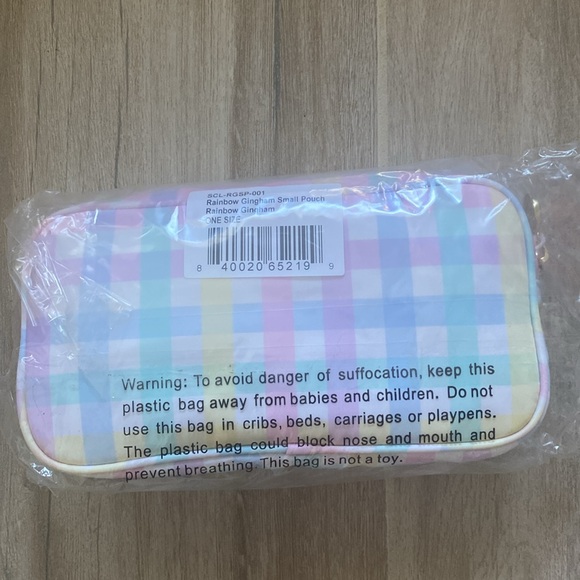 SCL-RGSP-001
Rainbow Gingham Small Pouch
Rainbow Gingham
ONE SIZE
8 40020 65219 9
Warning: To avoid danger of suffocation, keep this
plastic bag away from babies and children. Do not
use this bag in cribs, beds, carriages or playpens.
The plastic bag could block nose and mouth and
prevent breathing. This bag is not a toy.